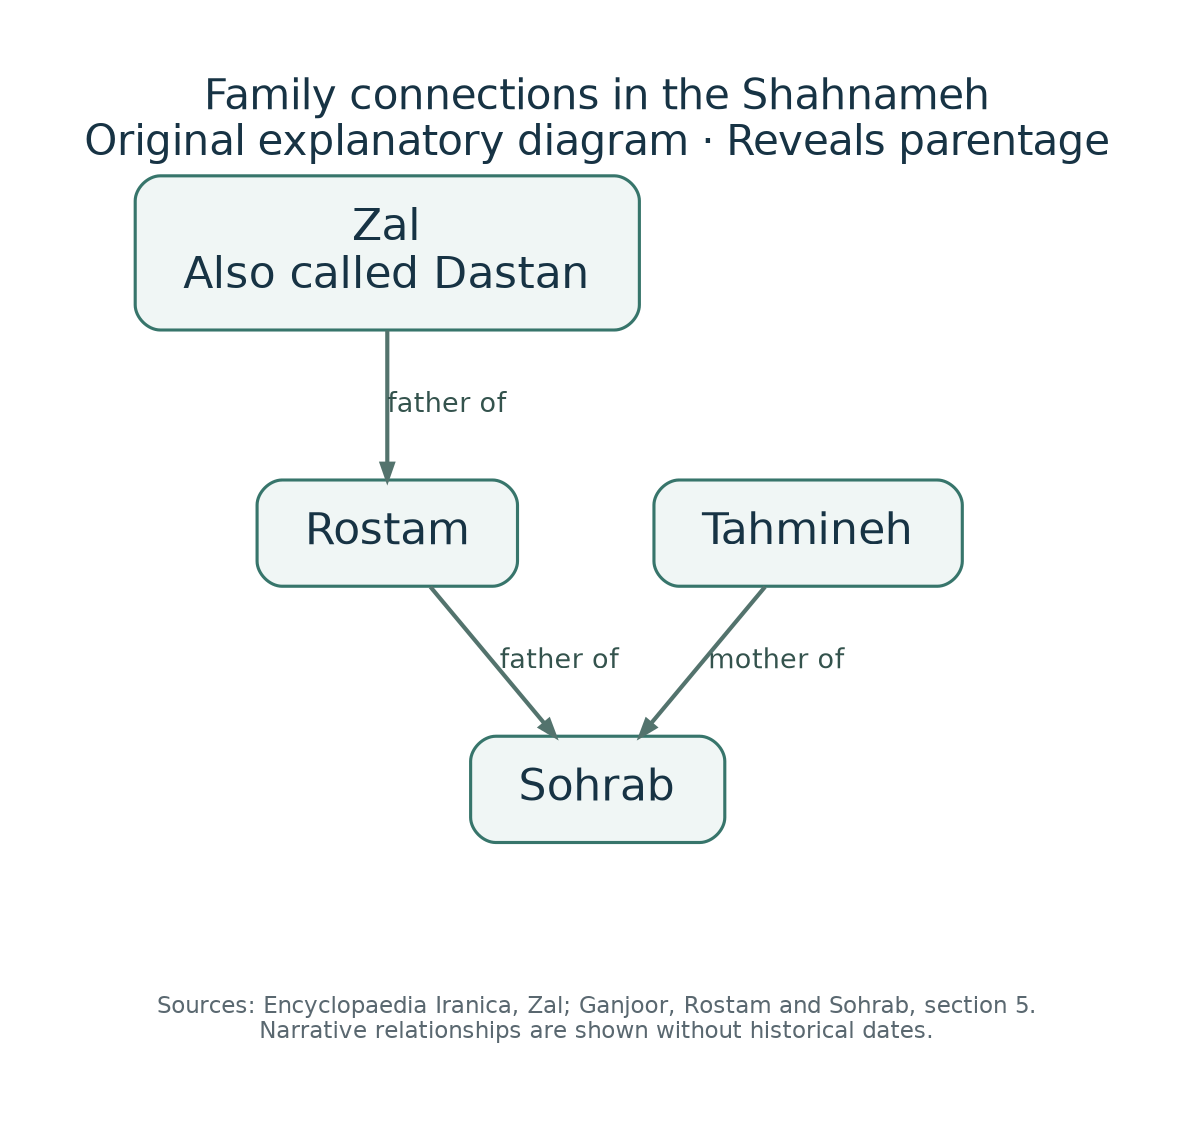 Family connections in the Shahnameh
Original explanatory diagram · Reveals parentage
Zal
Also called Dastan
father of
Rostam
Tahmineh
father of
mother of
Sohrab
Sources: Encyclopaedia Iranica, Zal; Ganjoor, Rostam and Sohrab, section 5.
Narrative relationships are shown without historical dates.